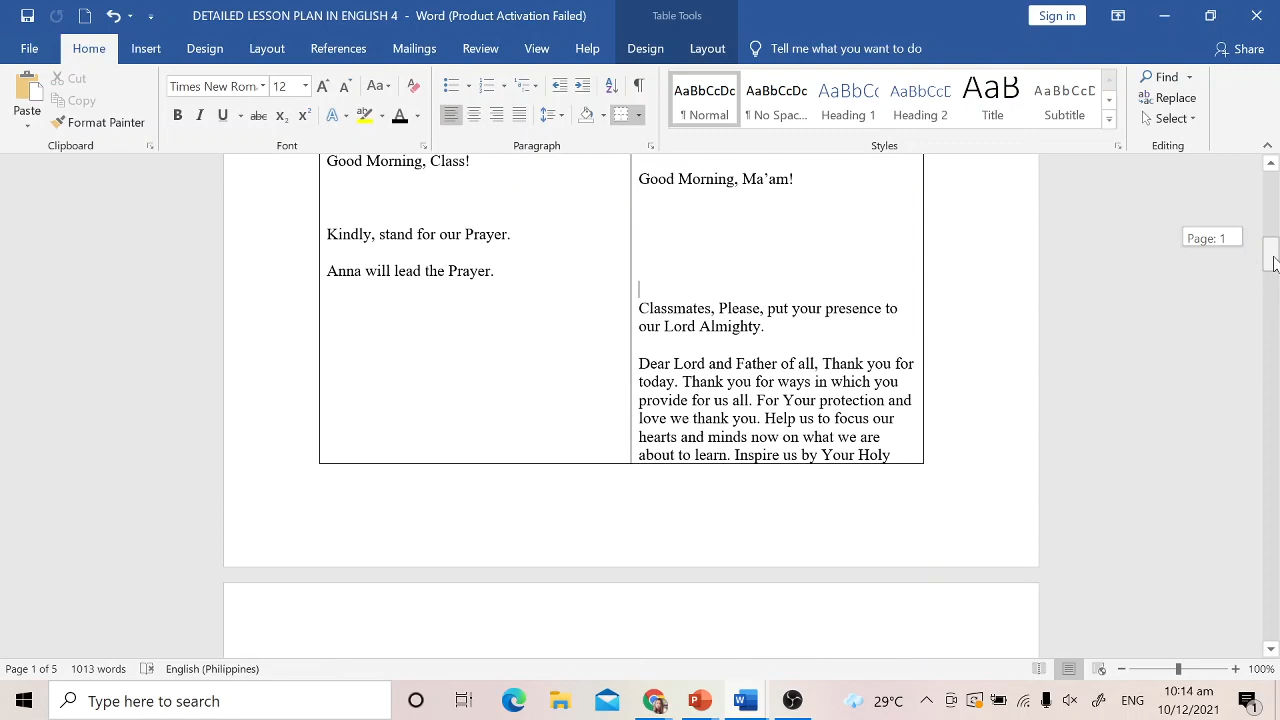 DETAILED LESSON PLAN IN ENGLISH 4 - Word (Product Activation Failed)
Table Tools
Sign in
File Home Insert Design Layout References Mailings Review View Help Design Layout Tell me what you want to do Share
Paste
Cut
Copy
Format Painter
Clipboard
Times New Rom 12 Aa A
B I U abc X₂ X² A A
Font
Paragraph
AaBbCcDc AaBbCcDc AaBbCc AaBbCcD AaB AaBbCcD
¶ Normal ¶ No Spac... Heading 1 Heading 2 Title Subtitle
Styles
Find
Replace
Select
Editing
Good Morning, Class!
Kindly, stand for our Prayer.
Anna will lead the Prayer.
Good Morning, Ma’am!
Classmates, Please, put your presence to
our Lord Almighty.
Dear Lord and Father of all, Thank you for
today. Thank you for ways in which you
provide for us all. For Your protection and
love we thank you. Help us to focus our
hearts and minds now on what we are
about to learn. Inspire us by Your Holy
Page: 1
Page 1 of 5 1013 words English (Philipines) 100%
Type here to search
29°C ENG
10:14 am
10/12/2021
1